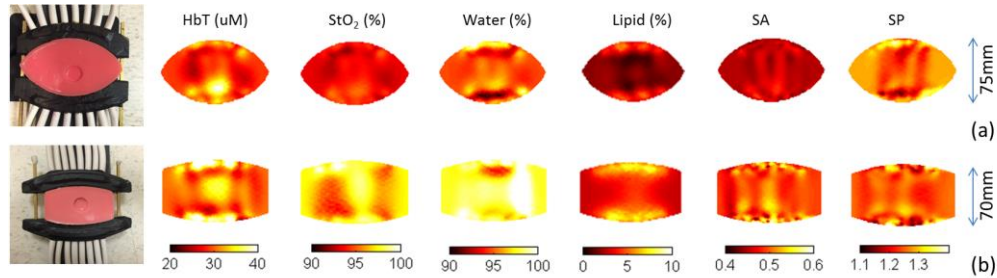 HbT (uM) StO₂ (%) Water (%) Lipid (%) SA SP
75mm
(a)
70mm
20 30 40 90 95 100 90 95 100 0 5 10 0.4 0.5 0.6 1.1 1.2 1.3
(b)